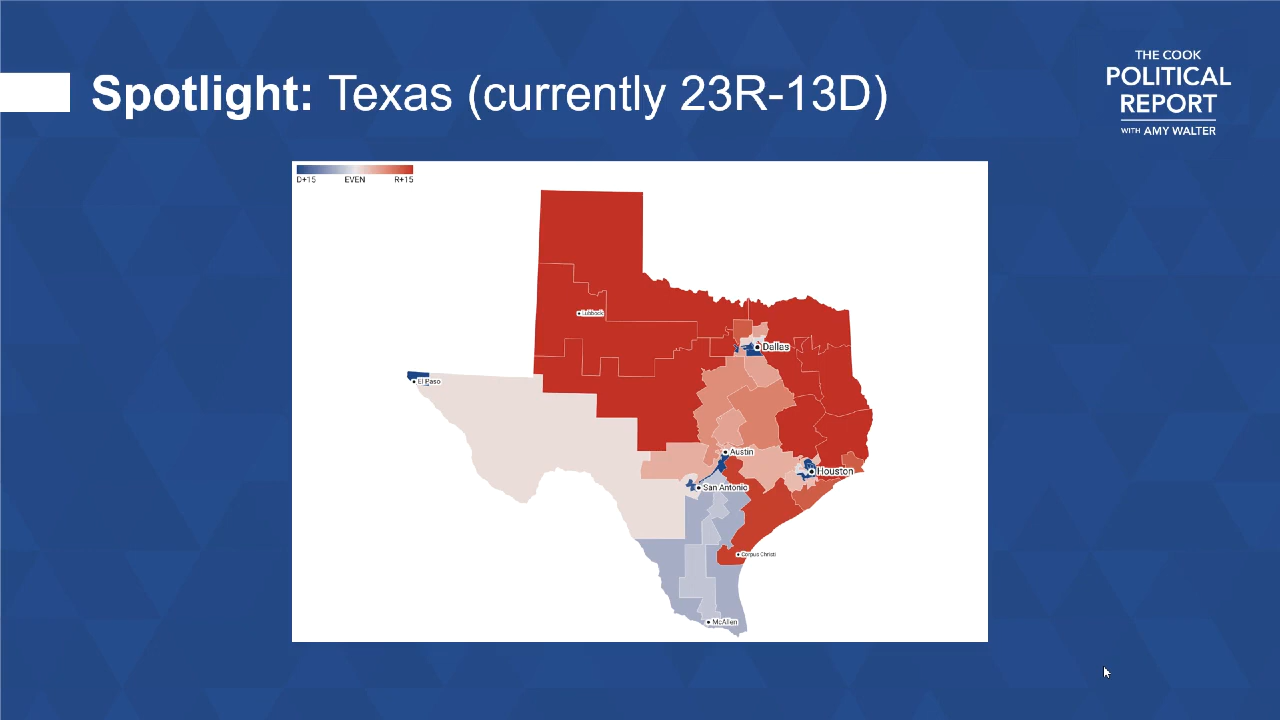 Spotlight: Texas (currently 23R-13D)
THE COOK
POLITICAL
REPORT
WITH AMY WALTER
D+15 EVEN R+15
Lubbock
Dallas
El Paso
Austin
Houston
San Antonio
Corpus Christi
McAllen